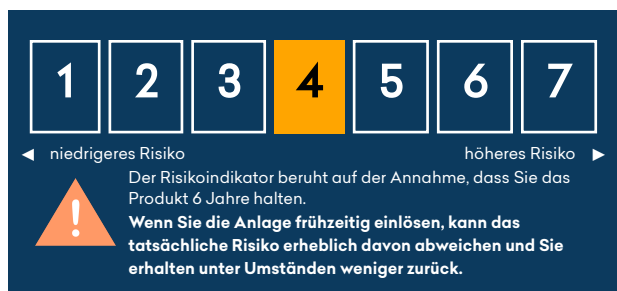 1 2 3 4 5 6 7
◄ niedrigeres Risiko höheres Risiko ►
Der Risikoindikator beruht auf der Annahme, dass Sie das
Produkt 6 Jahre halten.
Wenn Sie die Anlage frühzeitig einlösen, kann das
tatsächliche Risiko erheblich davon abweichen und Sie
erhalten unter Umständen weniger zurück.
!